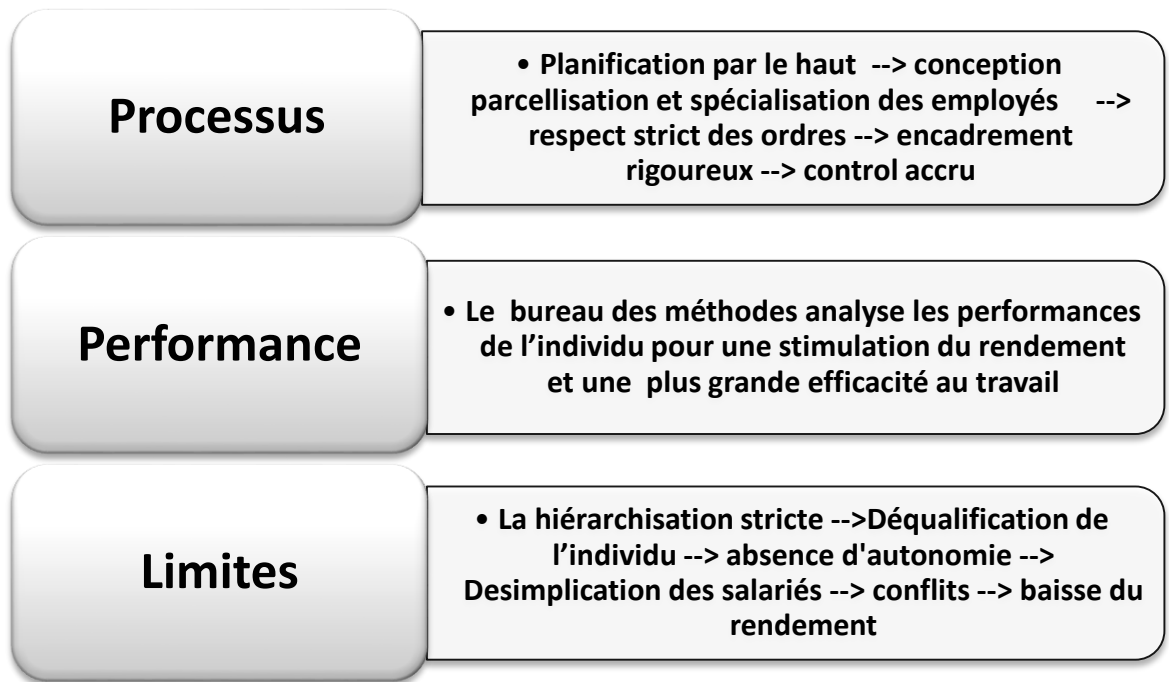 Processus
• Planification par le haut --> conception
parcellisation et spécialisation des employés -->
respect strict des ordres --> encadrement
rigoureux --> control accru
Performance
• Le bureau des méthodes analyse les performances
de l’individu pour une stimulation du rendement
et une plus grande efficacité au travail
Limites
• La hiérarchisation stricte -->Déqualification de
l’individu --> absence d'autonomie -->
Desimplication des salariés --> conflits --> baisse du
rendement